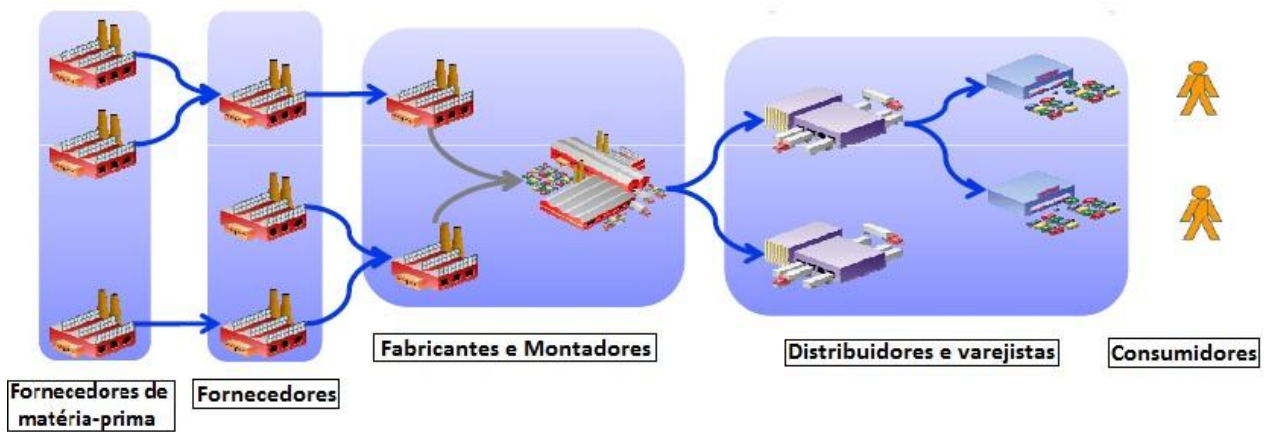 Fornecedores de
matéria-prima
Fornecedores
Fabricantes e Montadores
Distribuidores e varejistas
Consumidores